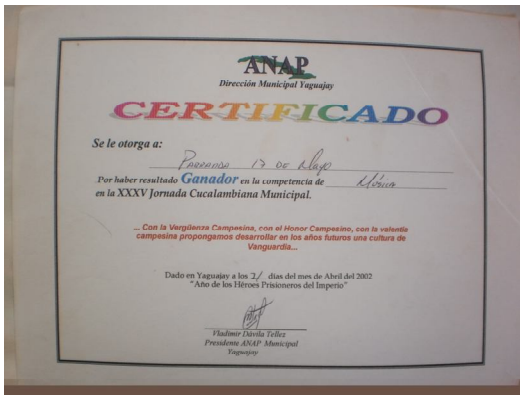 ANAP
Dirección Municipal Yaguajay
CERTIFICADO
Se le otorga a:
Parranda 17 de Mayo
Por haber resultado Ganador en la competencia de Música
en la XXXV Jornada Cucalambiana Municipal.
... Con la Vergüenza Campesina, con el Honor Campesino, con la valentía
campesina propongamos desarrollar en los años futuros una cultura de
Vanguardia...
Dado en Yaguajay a los 21 días del mes de Abril del 2002
"Año de los Héroes Prisioneros del Imperio"
Vladimir Dávila Tellez
Presidente ANAP Municipal
Yaguajay